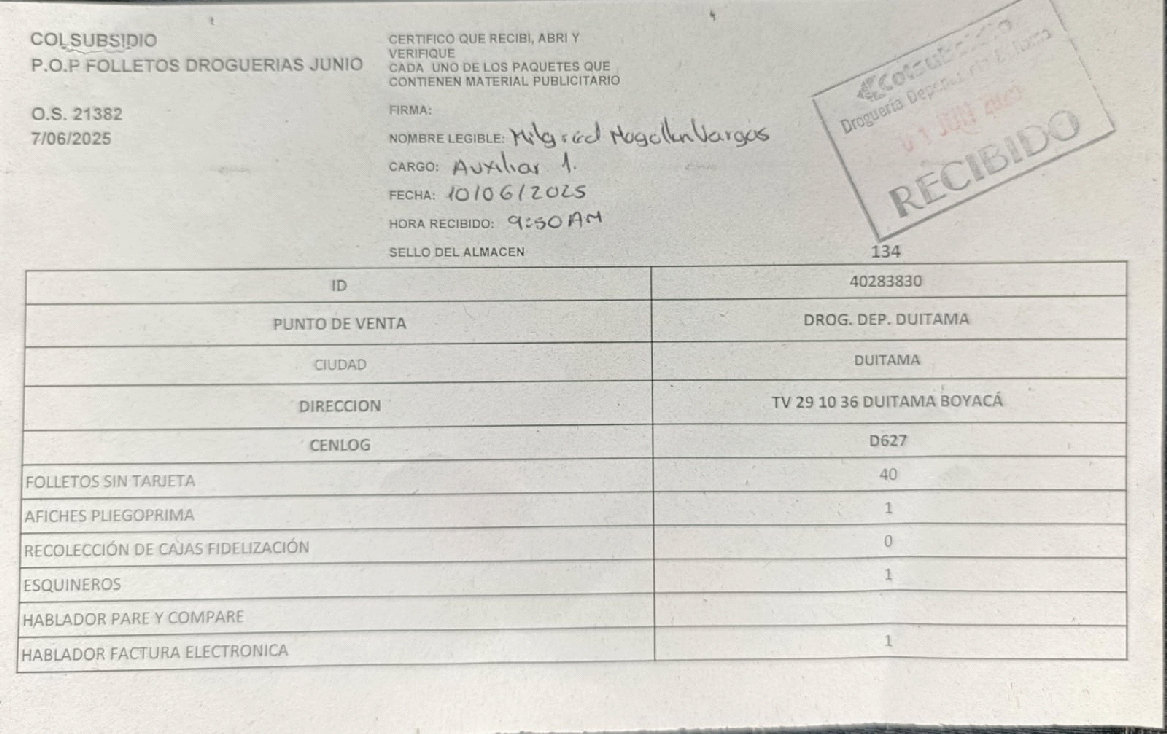 COLSUBSIDIO
P.O.P FOLLETOS DROGUERIAS JUNIO
O.S. 21382
7/06/2025
CERTIFICO QUE RECIBI, ABRI Y
VERIFIQUE
CADA UNO DE LOS PAQUETES QUE
CONTIENEN MATERIAL PUBLICITARIO
FIRMA:
NOMBRE LEGIBLE: Vargas
CARGO: Auxiliar 1.
FECHA: 10/06/2025
HORA RECIBIDO: 9:50 AM
SELLO DEL ALMACEN
Colsubsidio
Droguería
RECIBIDO
134
ID 40283830
PUNTO DE VENTA DROG. DEP. DUITAMA
CIUDAD DUITAMA
DIRECCION TV 29 10 36 DUITAMA BOYACÁ
CENLOG D627
FOLLETOS SIN TARJETA 40
AFICHES PLIEGOPRIMA 1
RECOLECCIÓN DE CAJAS FIDELIZACIÓN 0
ESQUINEROS 1
HABLADOR PARE Y COMPARE
HABLADOR FACTURA ELECTRONICA 1